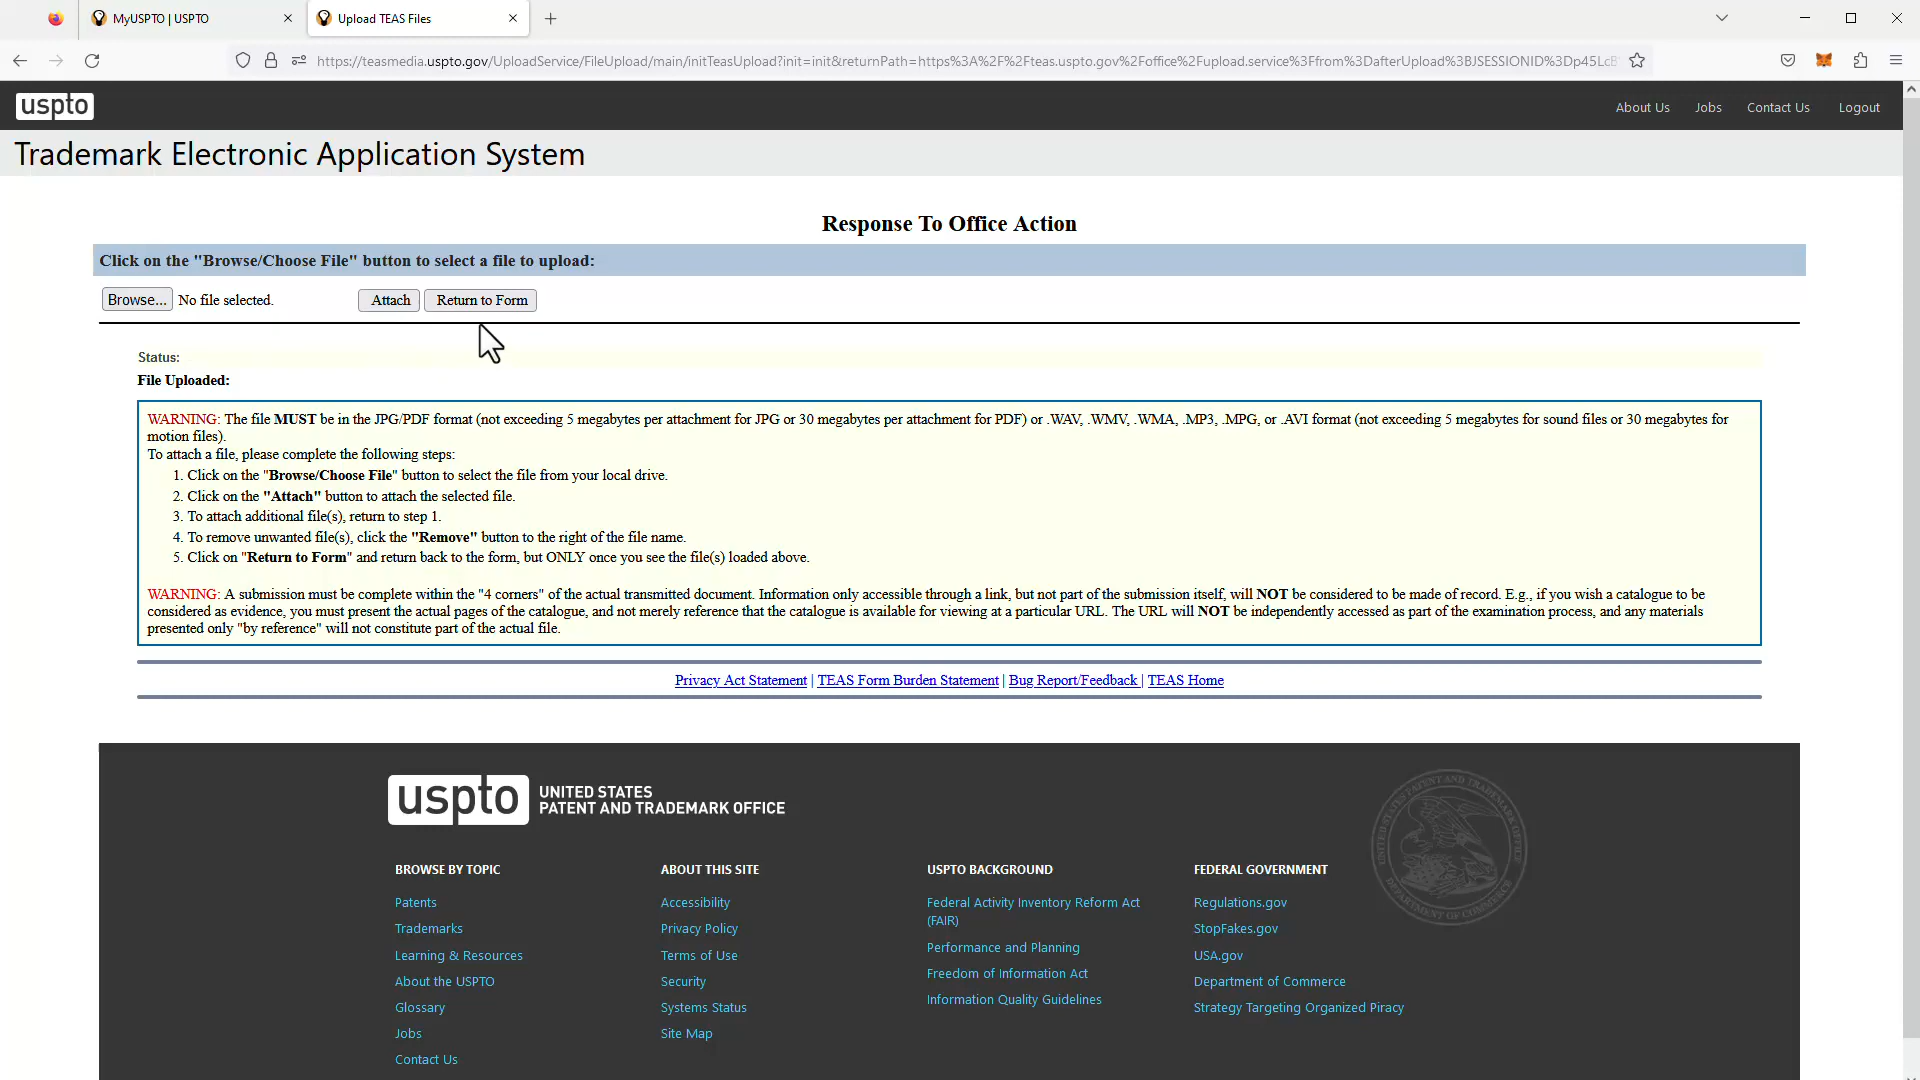 MyUSPTO | USPTO
Upload TEAS Files
https://teasmedia.uspto.gov/UploadService/FileUpload/main/initTeasUpload?init=init&returnPath=https%3A%2F%2Fteas.uspto.gov%2Foffice%2Fupload.service%3Ffrom%3DafterUpload%3BJSESSIONID%3Dp45LcB
uspto
About Us
Jobs
Contact Us
Logout
Trademark Electronic Application System
Response To Office Action
Click on the "Browse/Choose File" button to select a file to upload:
Browse... No file selected.
Attach
Return to Form
Status:
File Uploaded:
WARNING: The file MUST be in the JPG/PDF format (not exceeding 5 megabytes per attachment for JPG or 30 megabytes per attachment for PDF) or .WAV, .WMV, .WMA, .MP3, .MPG, or .AVI format (not exceeding 5 megabytes for sound files or 30 megabytes for
motion files).
To attach a file, please complete the following steps:
1. Click on the "Browse/Choose File" button to select the file from your local drive.
2. Click on the "Attach" button to attach the selected file.
3. To attach additional file(s), return to step 1.
4. To remove unwanted file(s), click the "Remove" button to the right of the file name.
5. Click on "Return to Form" and return back to the form, but ONLY once you see the file(s) loaded above.
WARNING: A submission must be complete within the "4 corners" of the actual transmitted document. Information only accessible through a link, but not part of the submission itself, will NOT be considered to be made of record. E.g., if you wish a catalogue to be
considered as evidence, you must present the actual pages of the catalogue, and not merely reference that the catalogue is available for viewing at a particular URL. The URL will NOT be independently accessed as part of the examination process, and any materials
presented only "by reference" will not constitute part of the actual file.
Privacy Act Statement | TEAS Form Burden Statement | Bug Report/Feedback | TEAS Home
uspto
UNITED STATES
PATENT AND TRADEMARK OFFICE
UNITED STATES PATENT AND TRADEMARK OFFICE
DEPARTMENT OF COMMERCE
BROWSE BY TOPIC
Patents
Trademarks
Learning & Resources
About the USPTO
Glossary
Jobs
Contact Us
ABOUT THIS SITE
Accessibility
Privacy Policy
Terms of Use
Security
Systems Status
Site Map
USPTO BACKGROUND
Federal Activity Inventory Reform Act
(FAIR)
Performance and Planning
Freedom of Information Act
Information Quality Guidelines
FEDERAL GOVERNMENT
Regulations.gov
StopFakes.gov
USA.gov
Department of Commerce
Strategy Targeting Organized Piracy